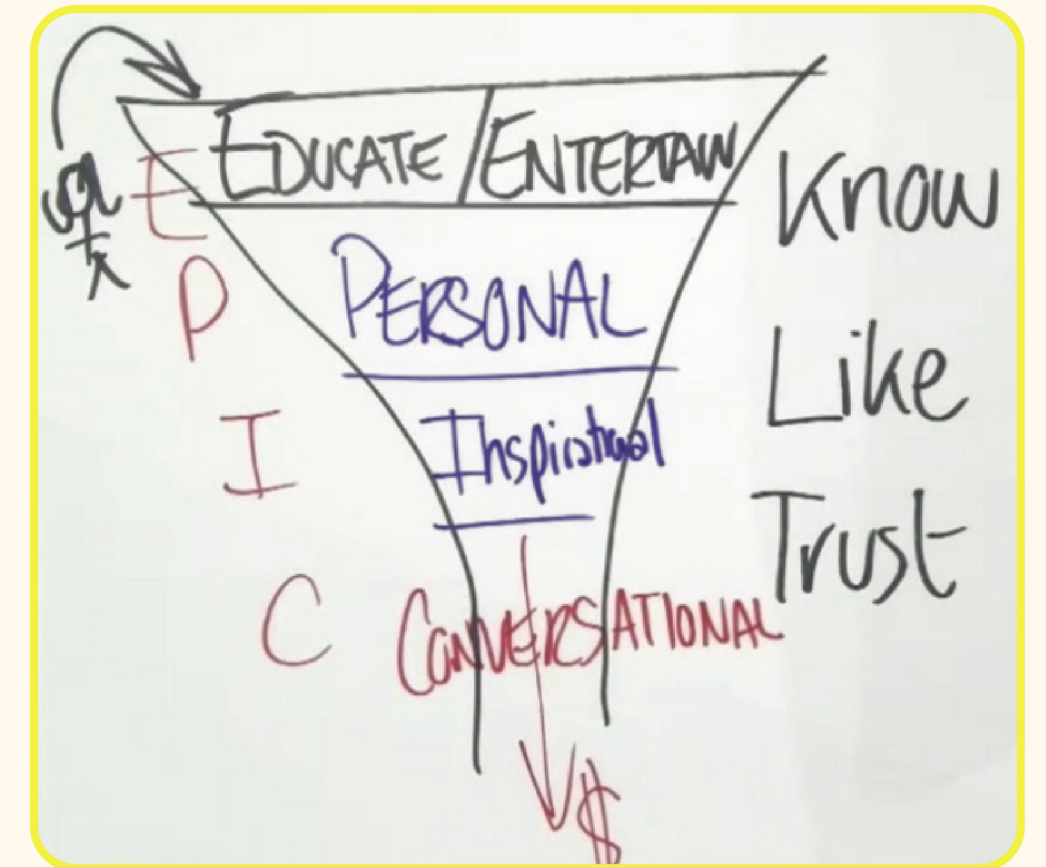 E EDUCATE / ENTERTAIN Know
P PERSONAL
Like
I Inspirational
Trust
C CONVERSATIONAL
$